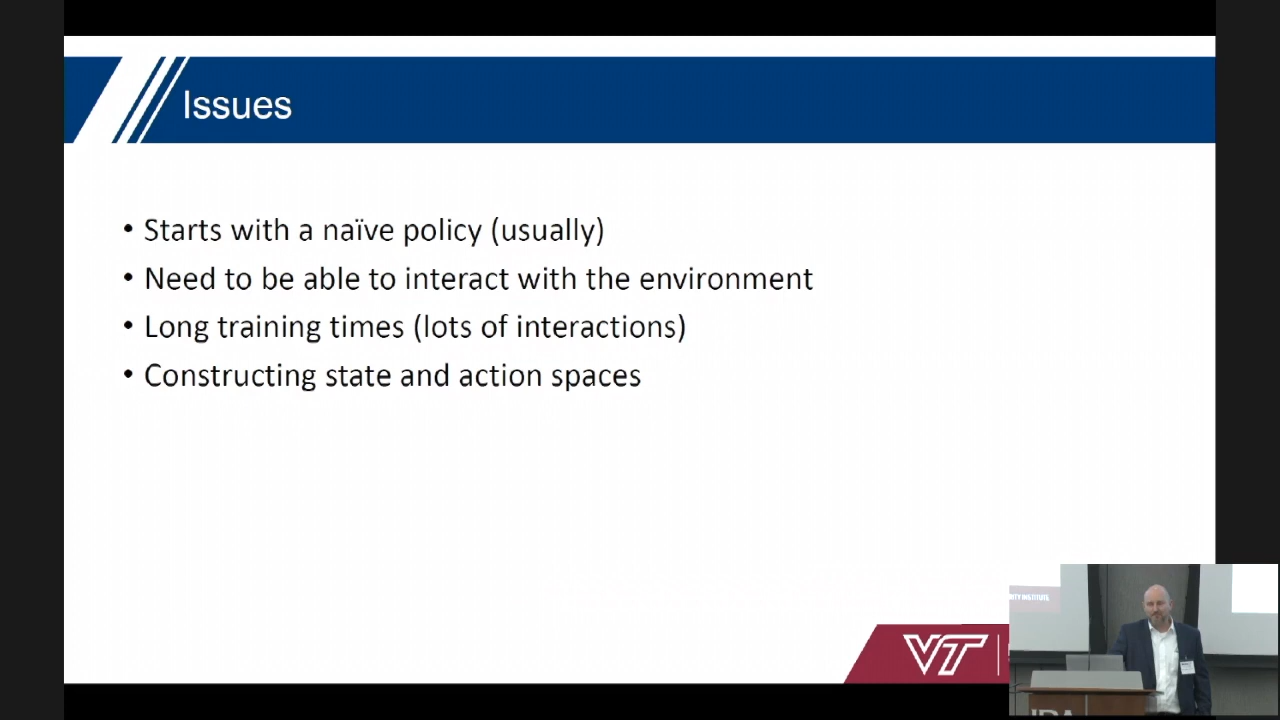 Issues
• Starts with a naïve policy (usually)
• Need to be able to interact with the environment
• Long training times (lots of interactions)
• Constructing state and action spaces
VT
INSTITUTE